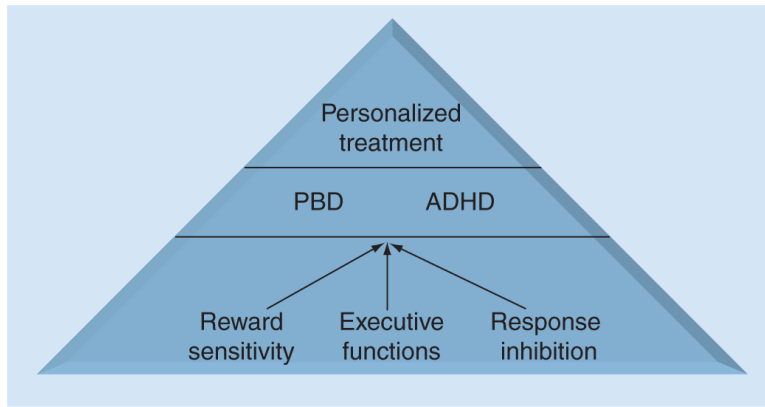 Personalized
treatment
PBD ADHD
Reward
sensitivity
Executive
functions
Response
inhibition